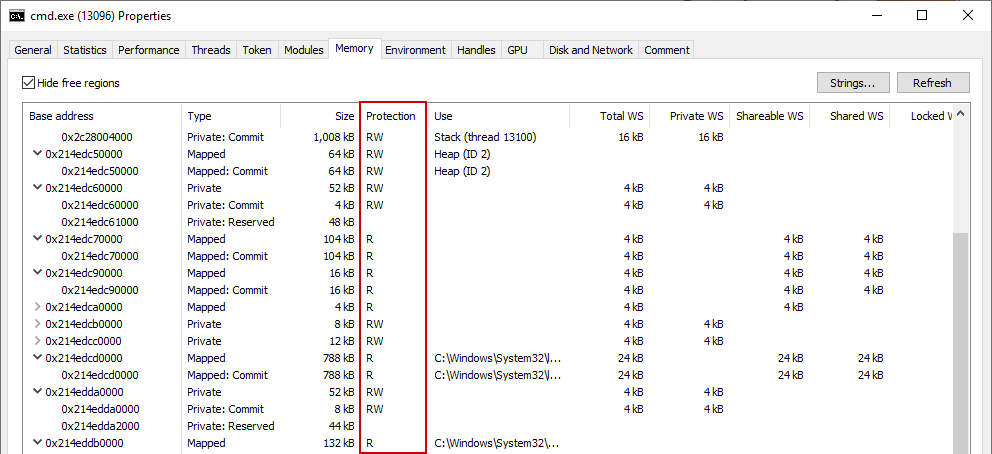 C:\. cmd.exe (13096) Properties
General Statistics Performance Threads Token Modules Memory Environment Handles GPU Disk and Network Comment
Hide free regions Strings... Refresh
Base address Type Size Protection Use Total WS Private WS Shareable WS Shared WS Locked W
0x2c28004000 Private: Commit 1,008 kB RW Stack (thread 13100) 16 kB 16 kB
0x214edc50000 Mapped 64 kB RW Heap (ID 2)
0x214edc50000 Mapped: Commit 64 kB RW Heap (ID 2)
0x214edc60000 Private 52 kB RW 4 kB 4 kB
0x214edc60000 Private: Commit 4 kB RW 4 kB 4 kB
0x214edc61000 Private: Reserved 48 kB
0x214edc70000 Mapped 104 kB R 4 kB 4 kB 4 kB
0x214edc70000 Mapped: Commit 104 kB R 4 kB 4 kB 4 kB
0x214edc90000 Mapped 16 kB R 4 kB 4 kB 4 kB
0x214edc90000 Mapped: Commit 16 kB R 4 kB 4 kB 4 kB
0x214edca0000 Mapped 4 kB R 4 kB 4 kB
0x214edcb0000 Private 8 kB RW 4 kB 4 kB
0x214edcc0000 Private 12 kB RW 4 kB 4 kB
0x214edcd0000 Mapped 788 kB R C:\Windows\System32\l... 24 kB 24 kB 24 kB
0x214edcd0000 Mapped: Commit 788 kB R C:\Windows\System32\l... 24 kB 24 kB 24 kB
0x214edda0000 Private 52 kB RW 4 kB 4 kB
0x214edda0000 Private: Commit 8 kB RW 4 kB 4 kB
0x214edda2000 Private: Reserved 44 kB
0x214eddb0000 Mapped 132 kB R C:\Windows\System32\...